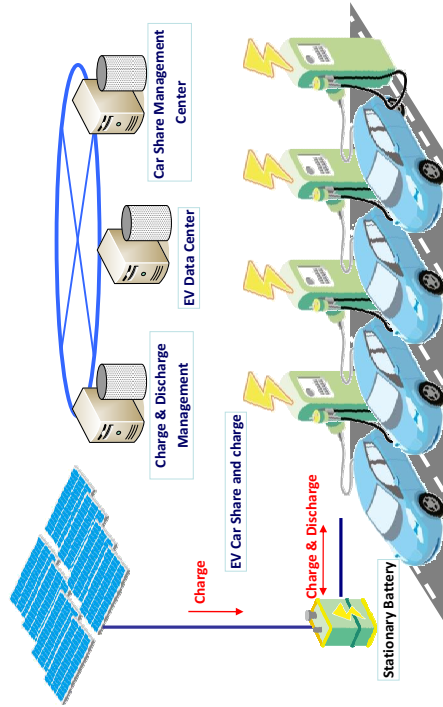 Charge & Discharge
Management
EV Data Center
Car Share Management
Center
Charge
EV Car Share and charge
Charge & Discharge
Stationary Battery